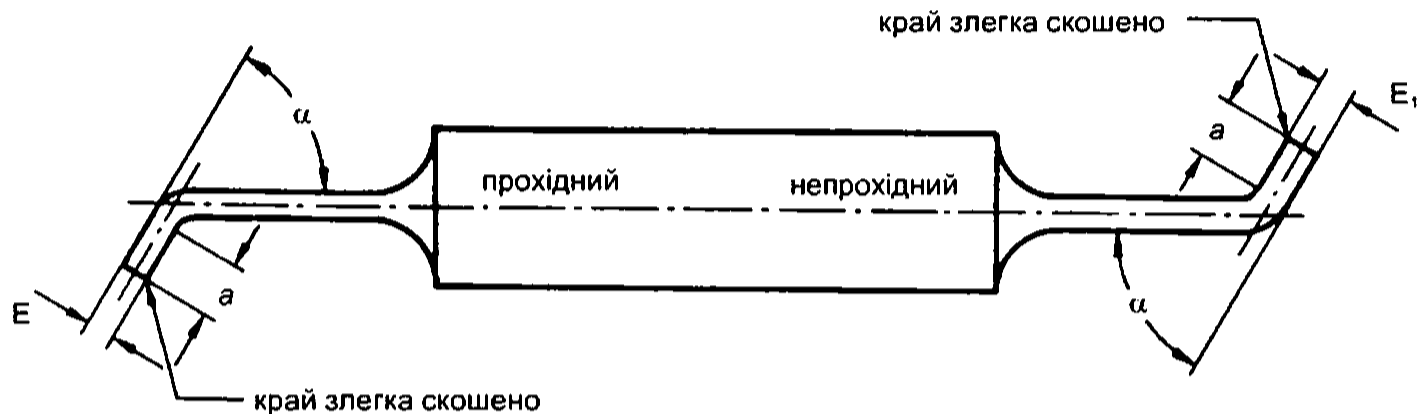 край злегка скошено
E₁
α
a
прохідний
непрохідний
a
α
E
край злегка скошено